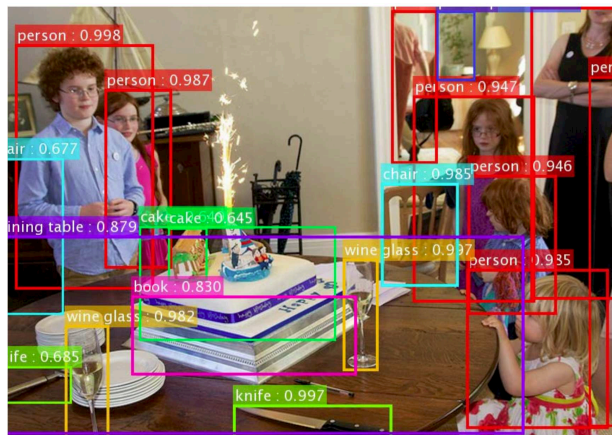 person : 0.998
person : 0.987
person : 0.947
air : 0.677
chair : 0.985
person : 0.946
cake
cake : 0.645
ining table : 0.879
wine glass : 0.997
person : 0.935
book : 0.830
wine glass : 0.982
ife : 0.685
knife : 0.997
per